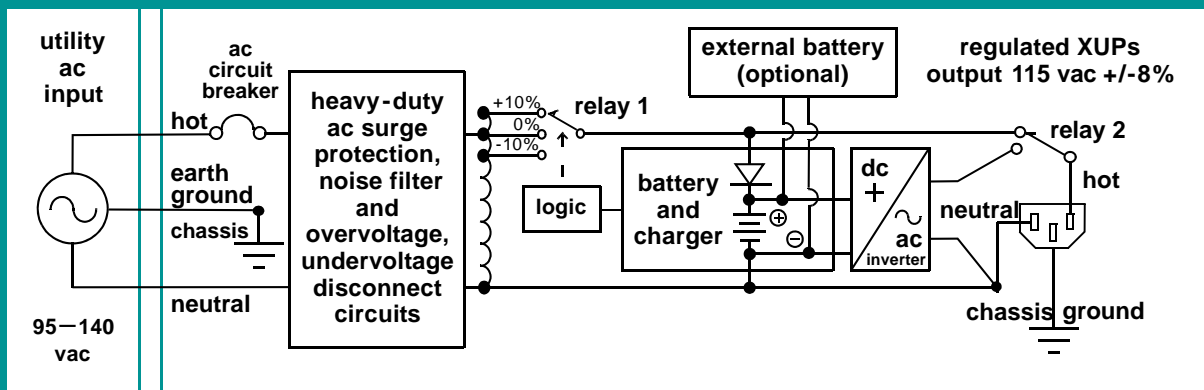 utility
ac
input
ac
circuit
breaker
hot
earth
ground
chassis
neutral
95–140
vac
heavy-duty
ac surge
protection,
noise filter
and
overvoltage,
undervoltage
disconnect
circuits
+10%
0%
-10%
relay 1
logic
battery
and
charger
+
−
external battery
(optional)
dc
+
ac
inverter
regulated XUPs
output 115 vac +/-8%
relay 2
hot
neutral
chassis ground